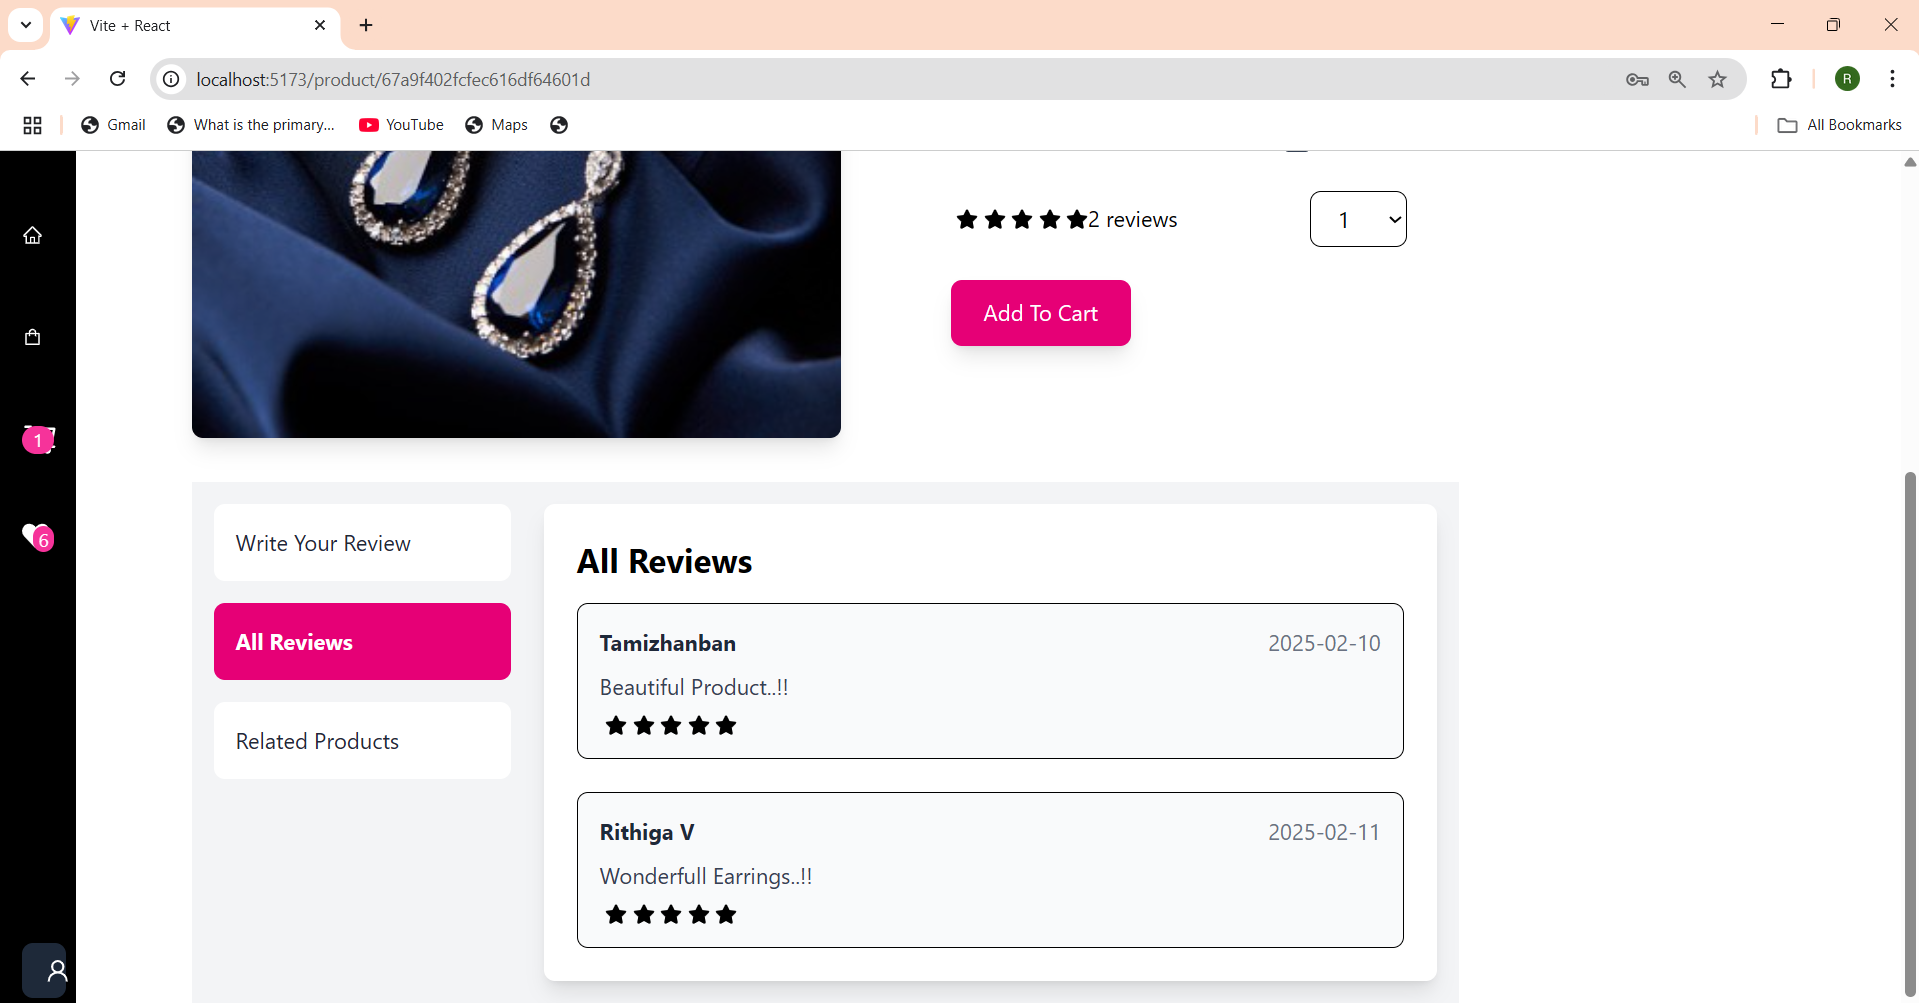 Vite + React
localhost:5173/product/67a9f402fcfec616df64601d
R
Gmail
What is the primary...
YouTube
Maps
All Bookmarks
2 reviews
1
Add To Cart
1
6
Write Your Review
All Reviews
Related Products
All Reviews
Tamizhanban
2025-02-10
Beautiful Product..!!
Rithiga V
2025-02-11
Wonderfull Earrings..!!